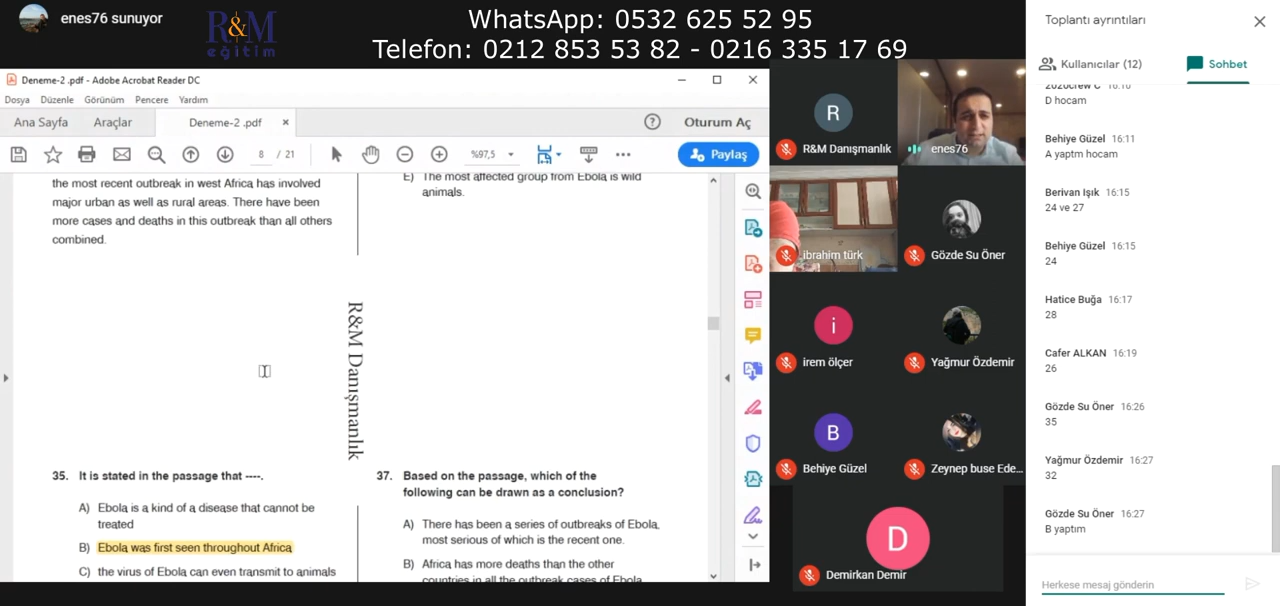 enes76 sunuyor
R&M
eğitim
WhatsApp: 0532 625 52 95
Telefon: 0212 853 53 82 - 0216 335 17 69
Deneme-2 .pdf - Adobe Acrobat Reader DC
Dosya Düzenle Görünüm Pencere Yardım
Ana Sayfa Araçlar Deneme-2 .pdf × Oturum Aç
8 / 21 %97,5 Paylaş
the most recent outbreak in west Africa has involved
major urban as well as rural areas. There have been
more cases and deaths in this outbreak than all others
combined.
E) The most affected group from Ebola is wild
animals.
R&M Danışmanlık
35. It is stated in the passage that ----.
A) Ebola is a kind of a disease that cannot be
treated
B) Ebola was first seen throughout Africa
C) the virus of Ebola can even transmit to animals
37. Based on the passage, which of the
following can be drawn as a conclusion?
A) There has been a series of outbreaks of Ebola,
most serious of which is the recent one.
B) Africa has more deaths than the other
countries in all the outbreak cases of Ebola
R
R&M Danışmanlık
enes76
ibrahim türk
Gözde Su Öner
i
irem ölçer
Yağmur Özdemir
B
Behiye Güzel
Zeynep buse Ede...
D
Demirkan Demir
Toplantı ayrıntıları
Kullanıcılar (12)
Sohbet
D hocam
Behiye Güzel 16:11
A yaptm hocam
Berivan Işık 16:15
24 ve 27
Behiye Güzel 16:15
24
Hatice Buğa 16:17
28
Cafer ALKAN 16:19
26
Gözde Su Öner 16:26
35
Yağmur Özdemir 16:27
32
Gözde Su Öner 16:27
B yaptım
Herkese mesaj gönderin